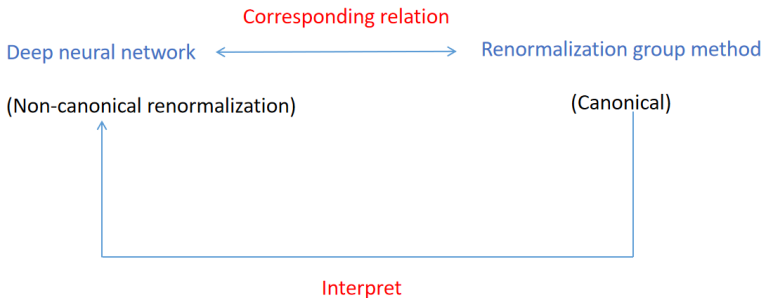 Corresponding relation
Deep neural network
Renormalization group method
(Non-canonical renormalization)
(Canonical)
Interpret